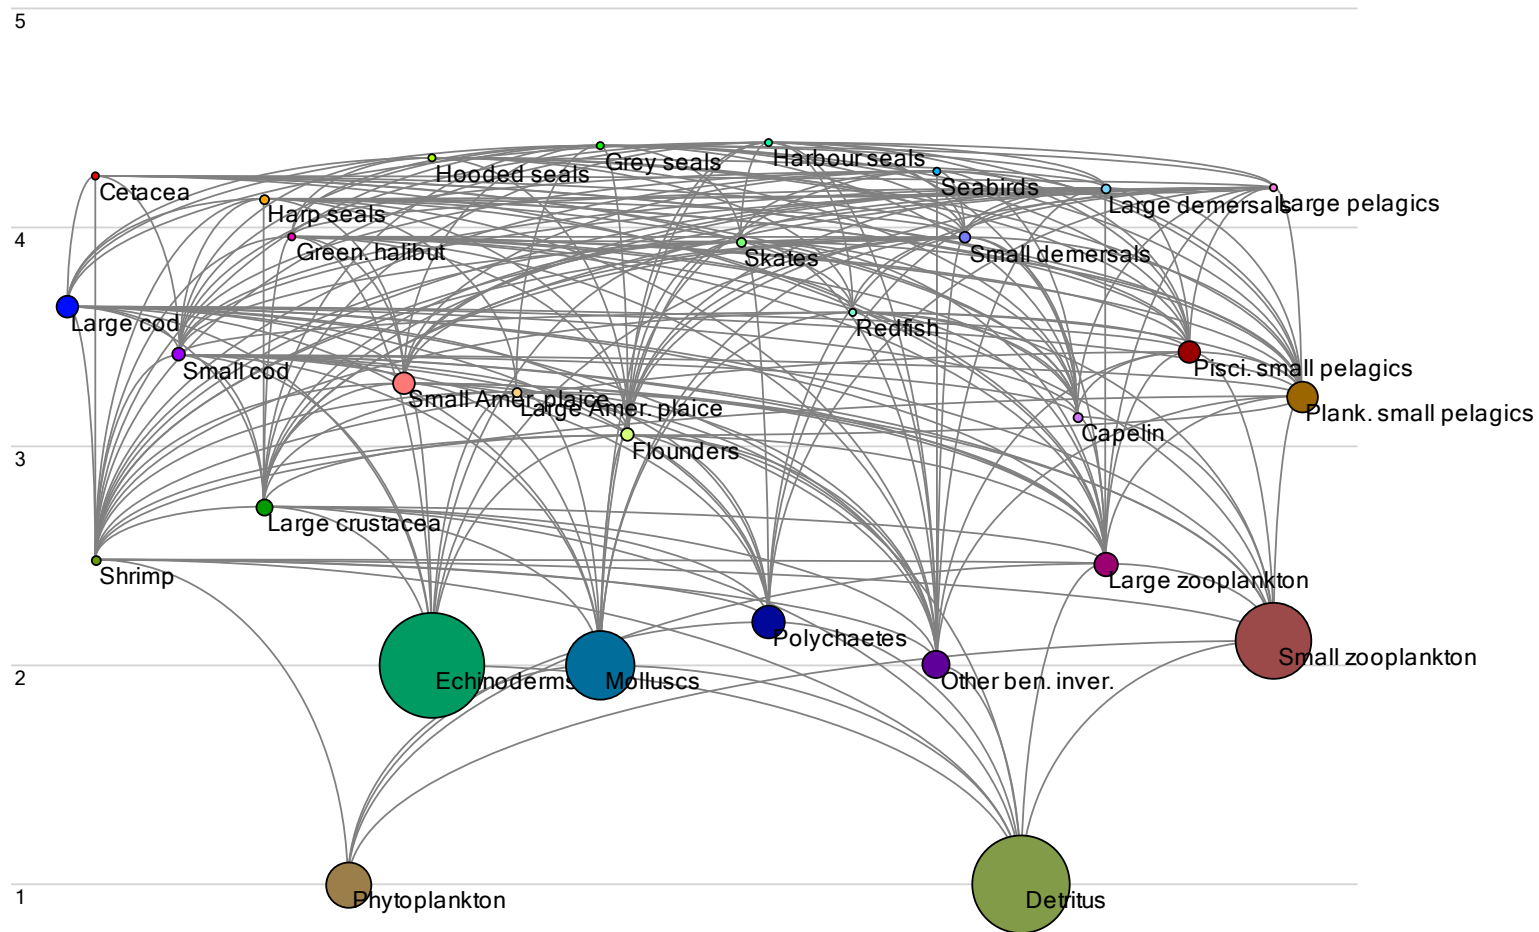 5
Grey seals
Harbour seals
Hooded seals
Cetacea
Seabirds
Large demersals
Large pelagics
Harp seals
4
Green. halibut
Skates
Small demersals
Large cod
Redfish
Small cod
Pisci. small pelagics
Small Amer. plaice
Large Amer. plaice
Plank. small pelagics
Capelin
3
Flounders
Large crustacea
Shrimp
Large zooplankton
Polychaetes
Small zooplankton
2
Echinoderms
Molluscs
Other ben. inver.
1
Phytoplankton
Detritus